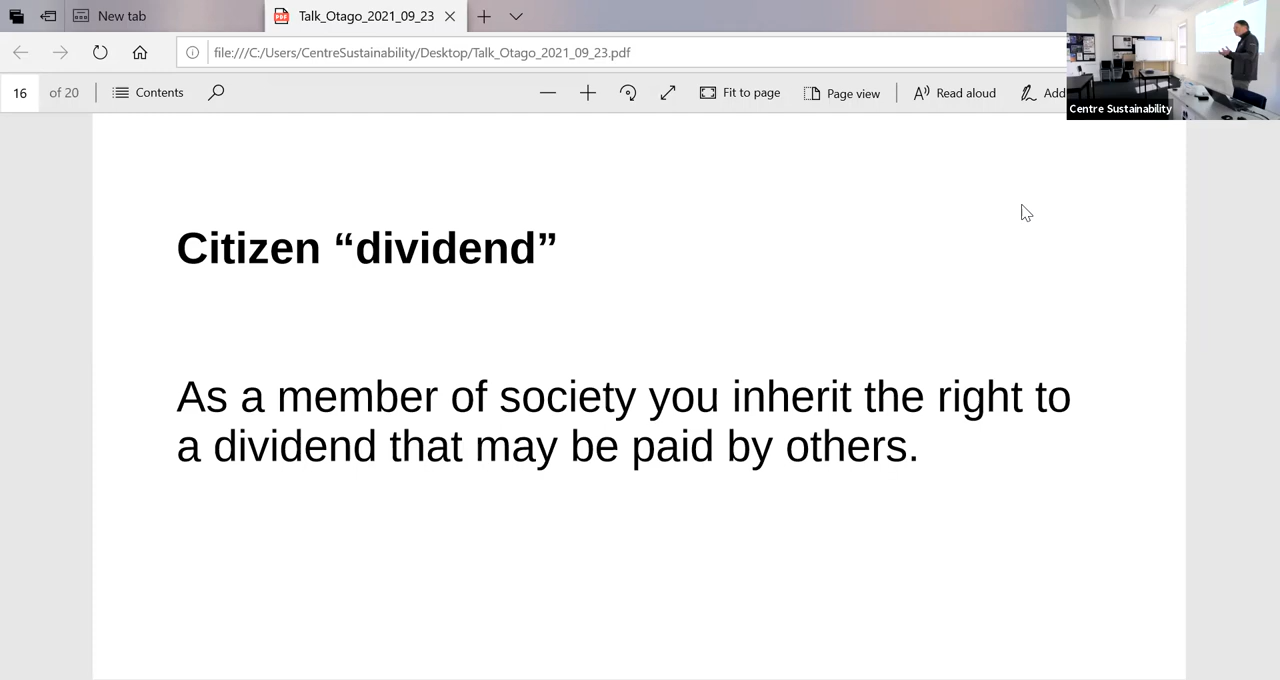 New tab
Talk_Otago_2021_09_23
file:///C:/Users/CentreSustainability/Desktop/Talk_Otago_2021_09_23.pdf
16 of 20
Contents
Fit to page
Page view
Read aloud
Add
Centre Sustainability
Citizen “dividend”
As a member of society you inherit the right to
a dividend that may be paid by others.